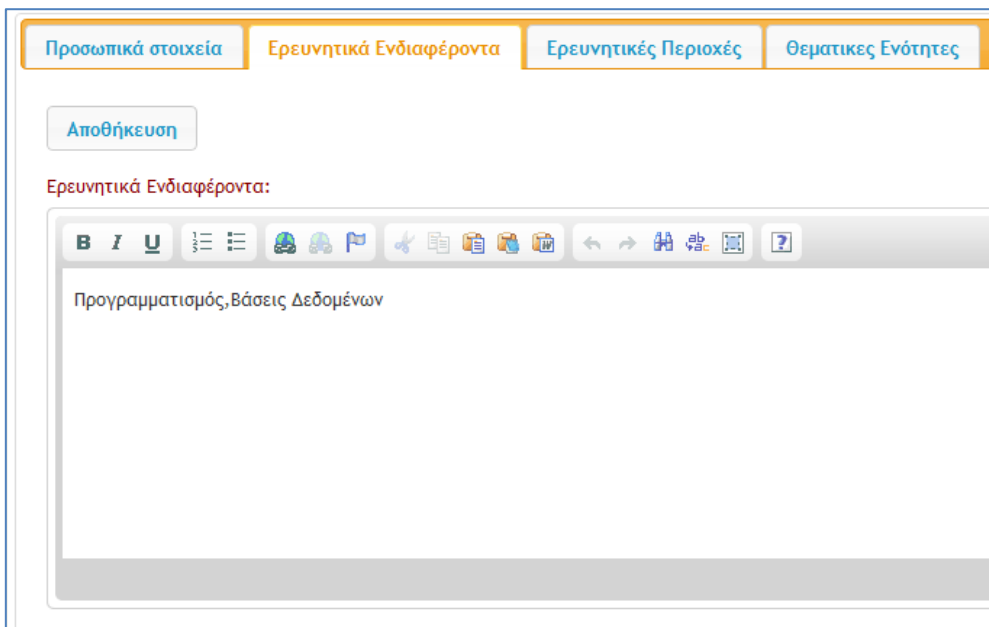 Προσωπικά στοιχεία Ερευνητικά Ενδιαφέροντα Ερευνητικές Περιοχές Θεματικες Ενότητες
Αποθήκευση
Ερευνητικά Ενδιαφέροντα:
B I U
Προγραμματισμός,Βάσεις Δεδομένων